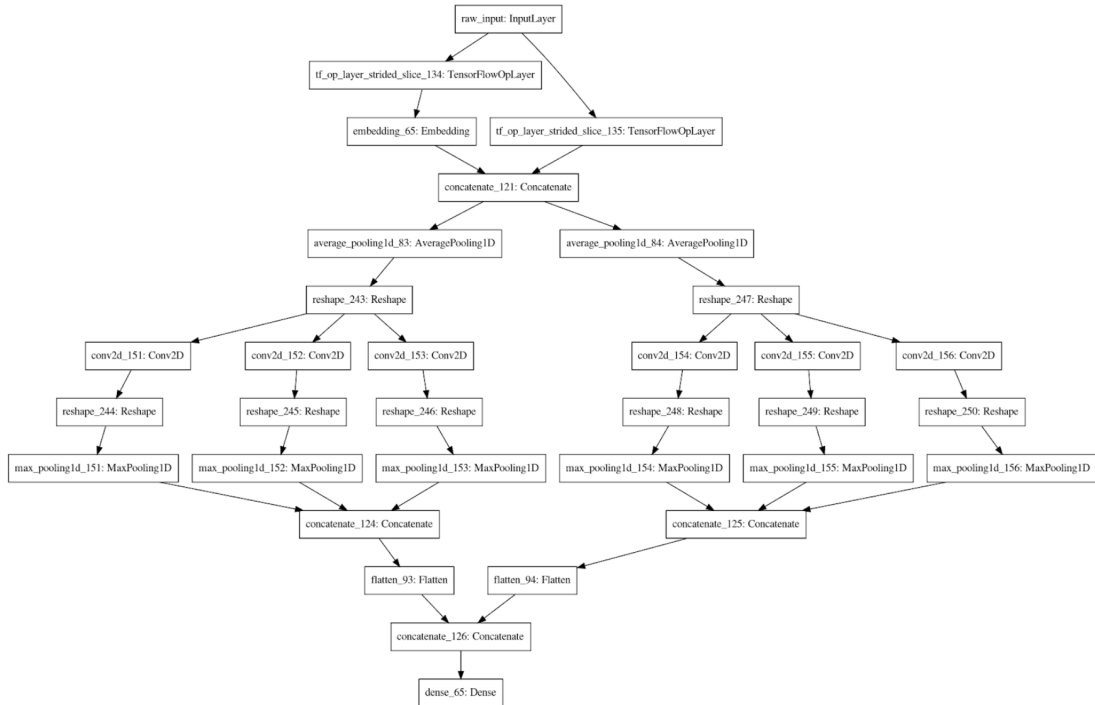 raw_input: InputLayer
tf_op_layer_strided_slice_134: TensorFlowOpLayer
embedding_65: Embedding
tf_op_layer_strided_slice_135: TensorFlowOpLayer
concatenate_121: Concatenate
average_pooling1d_83: AveragePooling1D
average_pooling1d_84: AveragePooling1D
reshape_243: Reshape
reshape_247: Reshape
conv2d_151: Conv2D
conv2d_152: Conv2D
conv2d_153: Conv2D
conv2d_154: Conv2D
conv2d_155: Conv2D
conv2d_156: Conv2D
reshape_244: Reshape
reshape_245: Reshape
reshape_246: Reshape
reshape_248: Reshape
reshape_249: Reshape
reshape_250: Reshape
max_pooling1d_151: MaxPooling1D
max_pooling1d_152: MaxPooling1D
max_pooling1d_153: MaxPooling1D
max_pooling1d_154: MaxPooling1D
max_pooling1d_155: MaxPooling1D
max_pooling1d_156: MaxPooling1D
concatenate_124: Concatenate
concatenate_125: Concatenate
flatten_93: Flatten
flatten_94: Flatten
concatenate_126: Concatenate
dense_65: Dense